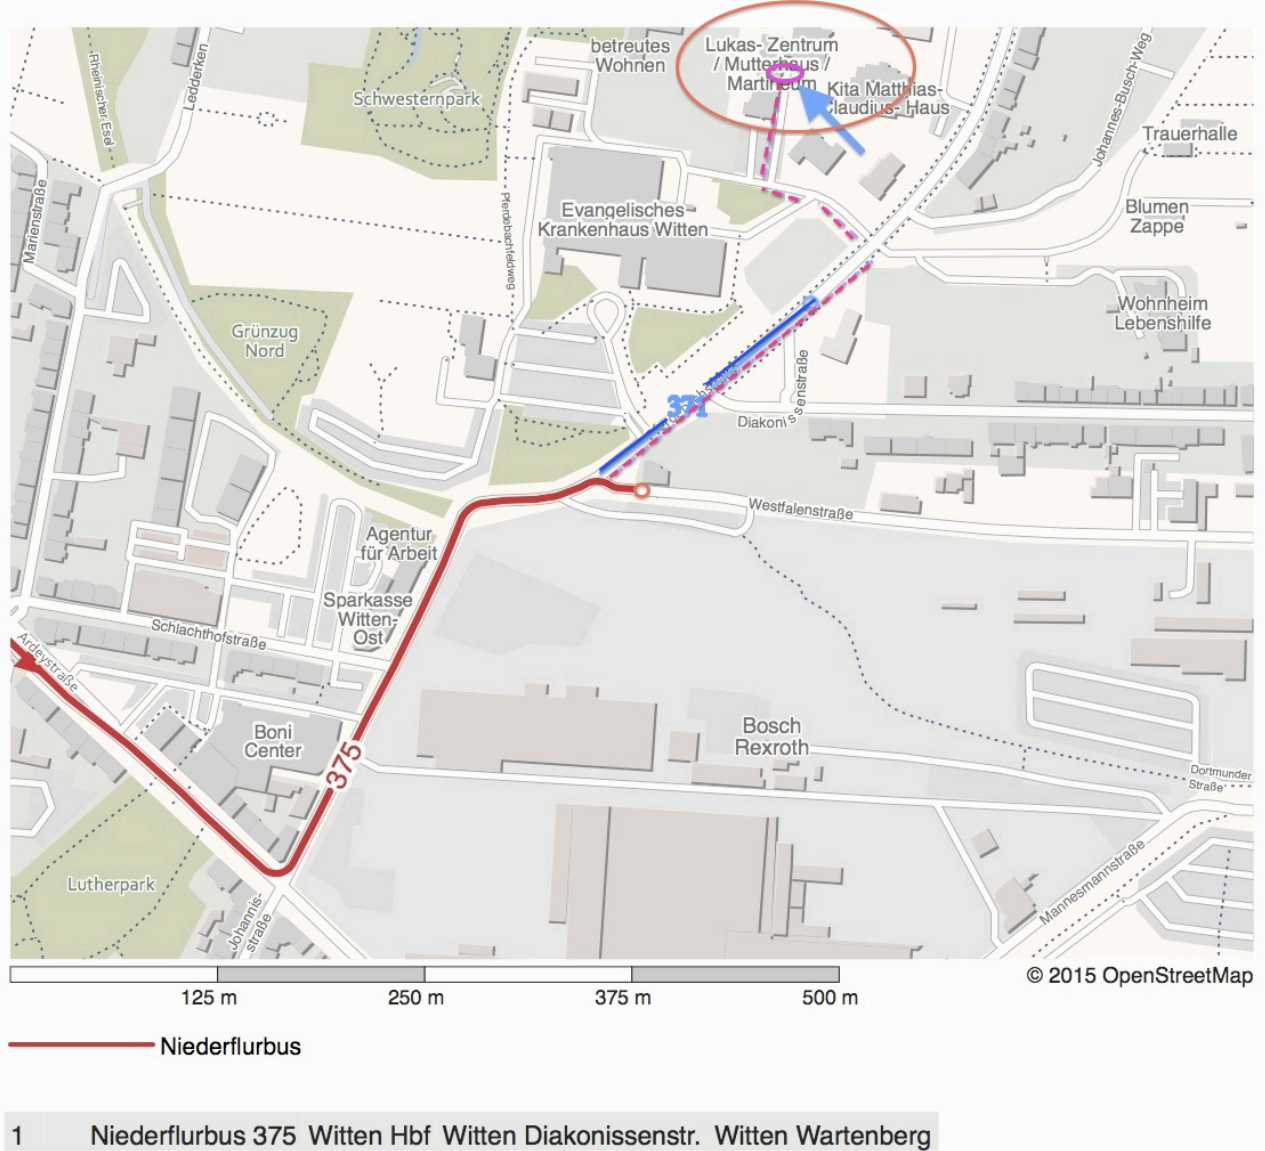 betreutes
Wohnen
Lukas- Zentrum
/ Mutterhaus /
Martineum
Kita Matthias-
Claudius- Haus
Rheinischer Esel
Ledderken
Schwesternpark
Johannes-Busch-Weg
Trauerhalle
Marienstraße
Pferdebachfeldweg
Evangelisches
Krankenhaus Witten
Blumen
Zappe
Wohnheim
Lebenshilfe
Grünzug
Nord
371
Diakonissenstraße
Westfalenstraße
Agentur
für Arbeit
Sparkasse
Witten-
Ost
Schlachthofstraße
Ardeystraße
Boni
Center
375
Bosch
Rexroth
Dortmunder
Straße
Lutherpark
Johannis-
straße
Mannesmannstraße
125 m
250 m
375 m
500 m
© 2015 OpenStreetMap
Niederflurbus
1 Niederflurbus 375 Witten Hbf Witten Diakonissenstr. Witten Wartenberg